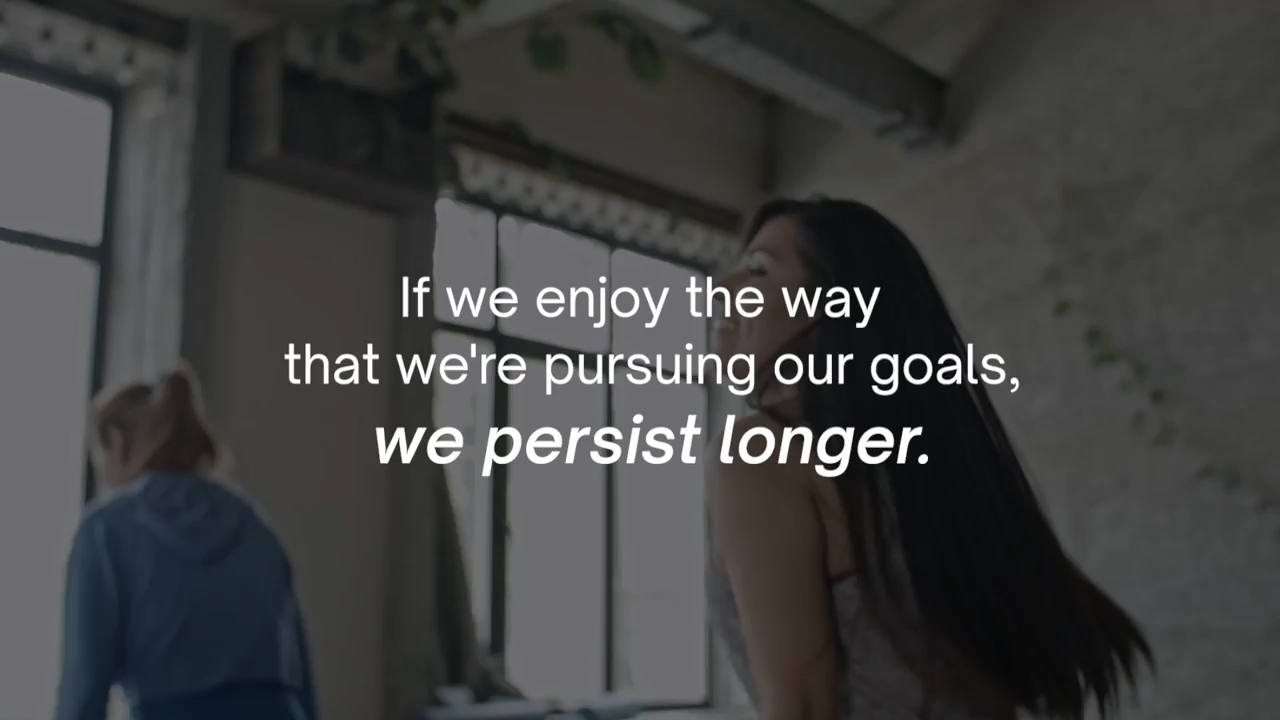 If we enjoy the way
that we're pursuing our goals,
we persist longer.